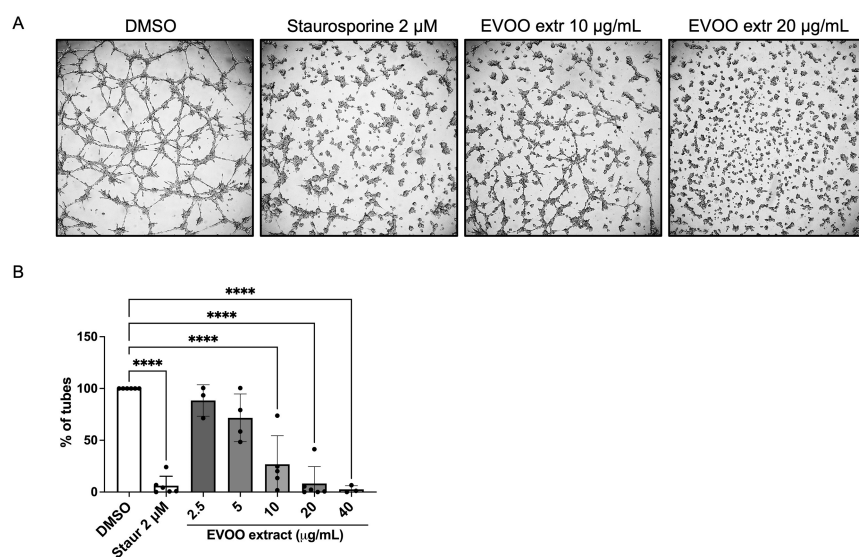 A
DMSO
Staurosporine 2 µM
EVOO extr 10 µg/mL
EVOO extr 20 µg/mL
B
****
****
****
****
150
100
50
0
% of tubes
DMSO
Staur 2 µM
2.5
5
10
20
40
EVOO extract (µg/mL)